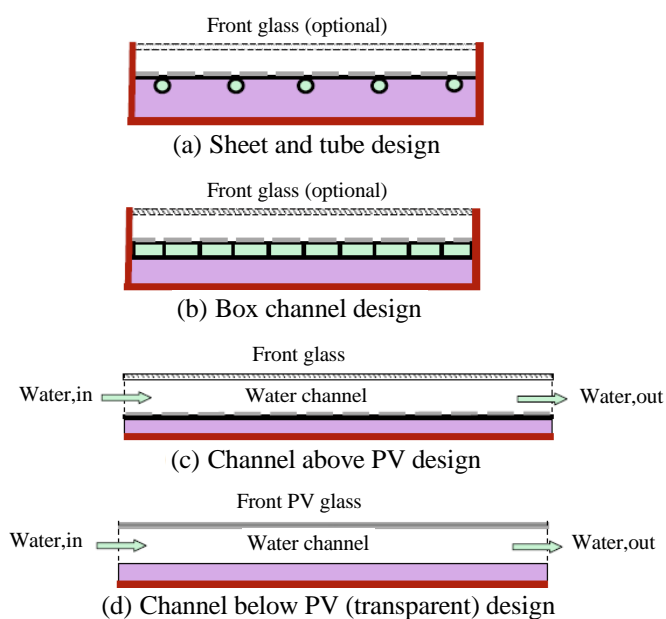 Front glass (optional)
(a) Sheet and tube design
Front glass (optional)
(b) Box channel design
Front glass
Water,in
Water channel
Water,out
(c) Channel above PV design
Front PV glass
Water,in
Water channel
Water,out
(d) Channel below PV (transparent) design